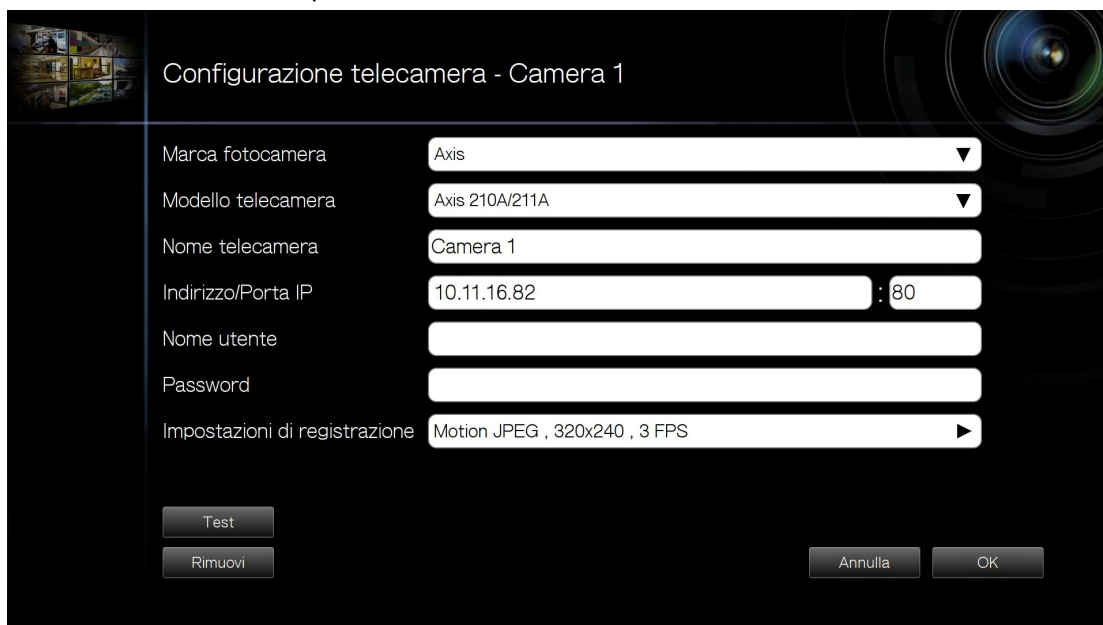 Configurazione telecamera - Camera 1
Marca fotocamera Axis
Modello telecamera Axis 210A/211A
Nome telecamera Camera 1
Indirizzo/Porta IP 10.11.16.82 : 80
Nome utente
Password
Impostazioni di registrazione Motion JPEG , 320x240 , 3 FPS
Test
Rimuovi Annulla OK